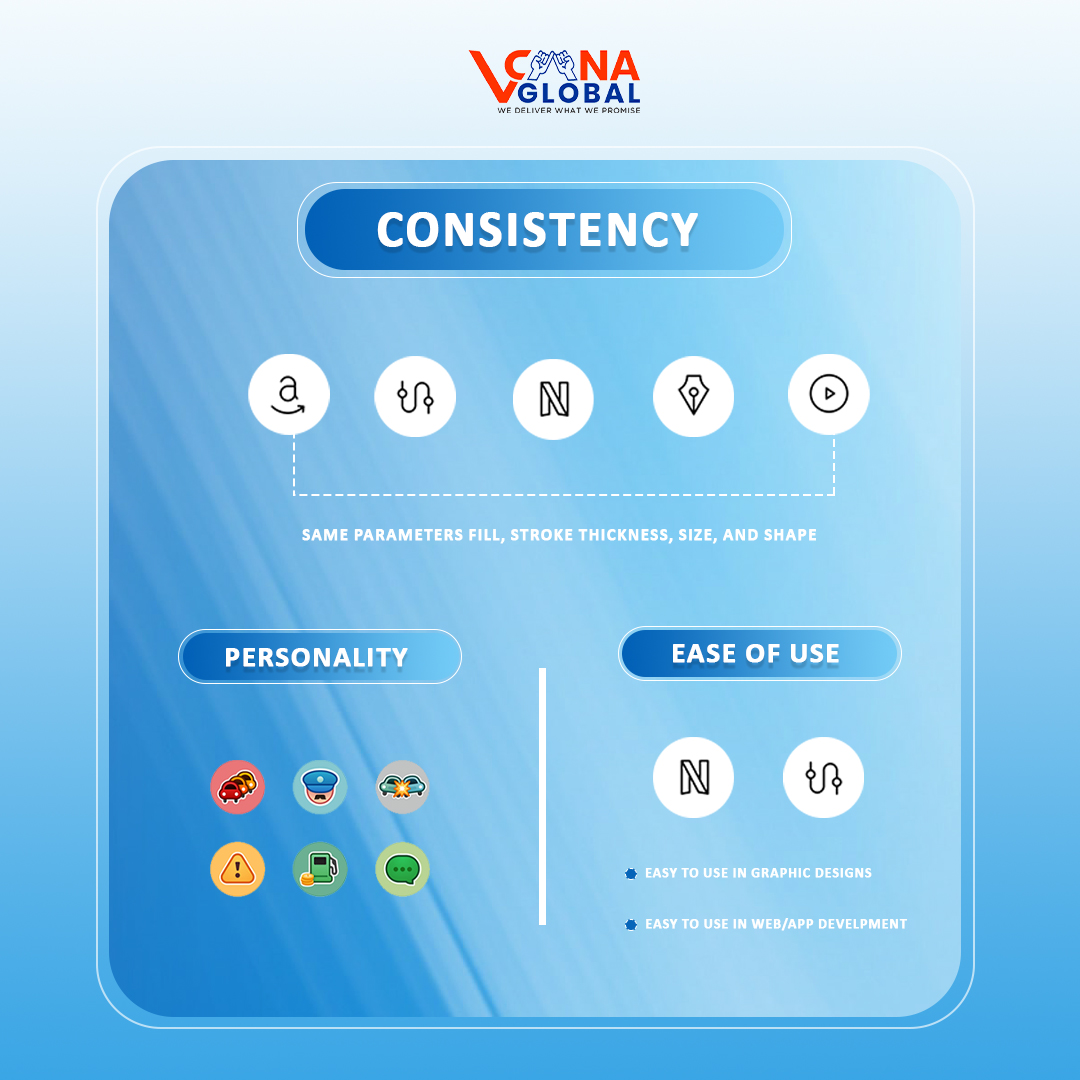 VCANA
GLOBAL
WE DELIVER WHAT WE PROMISE
CONSISTENCY
a
N
SAME PARAMETERS FILL, STROKE THICKNESS, SIZE, AND SHAPE
PERSONALITY
EASE OF USE
N
EASY TO USE IN GRAPHIC DESIGNS
EASY TO USE IN WEB/APP DEVELPMENT